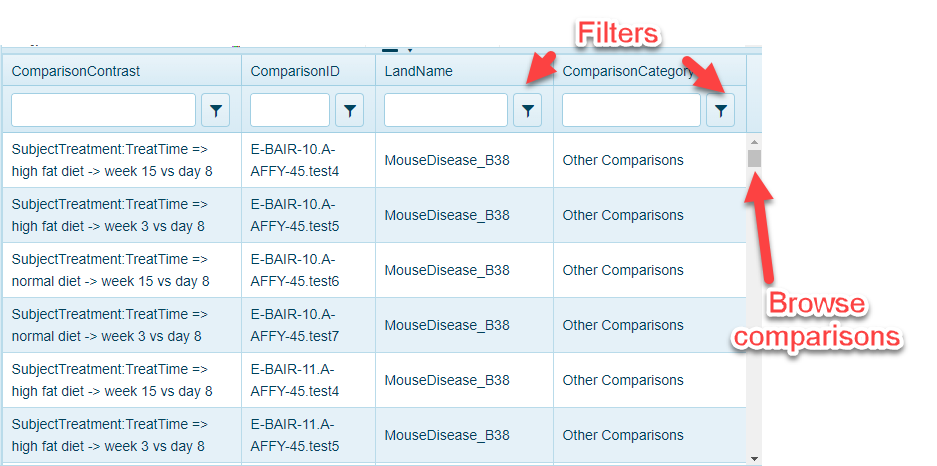 Filters
ComparisonContrast ComparisonID LandName ComparisonCategory
SubjectTreatment:TreatTime => E-BAIR-10.A-
high fat diet -> week 15 vs day 8 AFFY-45.test4 MouseDisease_B38 Other Comparisons
SubjectTreatment:TreatTime => E-BAIR-10.A-
high fat diet -> week 3 vs day 8 AFFY-45.test5 MouseDisease_B38 Other Comparisons
SubjectTreatment:TreatTime => E-BAIR-10.A-
normal diet -> week 15 vs day 8 AFFY-45.test6 MouseDisease_B38 Other Comparisons
SubjectTreatment:TreatTime => E-BAIR-10.A-
normal diet -> week 3 vs day 8 AFFY-45.test7 MouseDisease_B38 Other Comparisons
SubjectTreatment:TreatTime => E-BAIR-11.A-
high fat diet -> week 15 vs day 8 AFFY-45.test4 MouseDisease_B38 Other Comparisons
SubjectTreatment:TreatTime => E-BAIR-11.A-
high fat diet -> week 3 vs day 8 AFFY-45.test5 MouseDisease_B38 Other Comparisons
Browse
comparisons